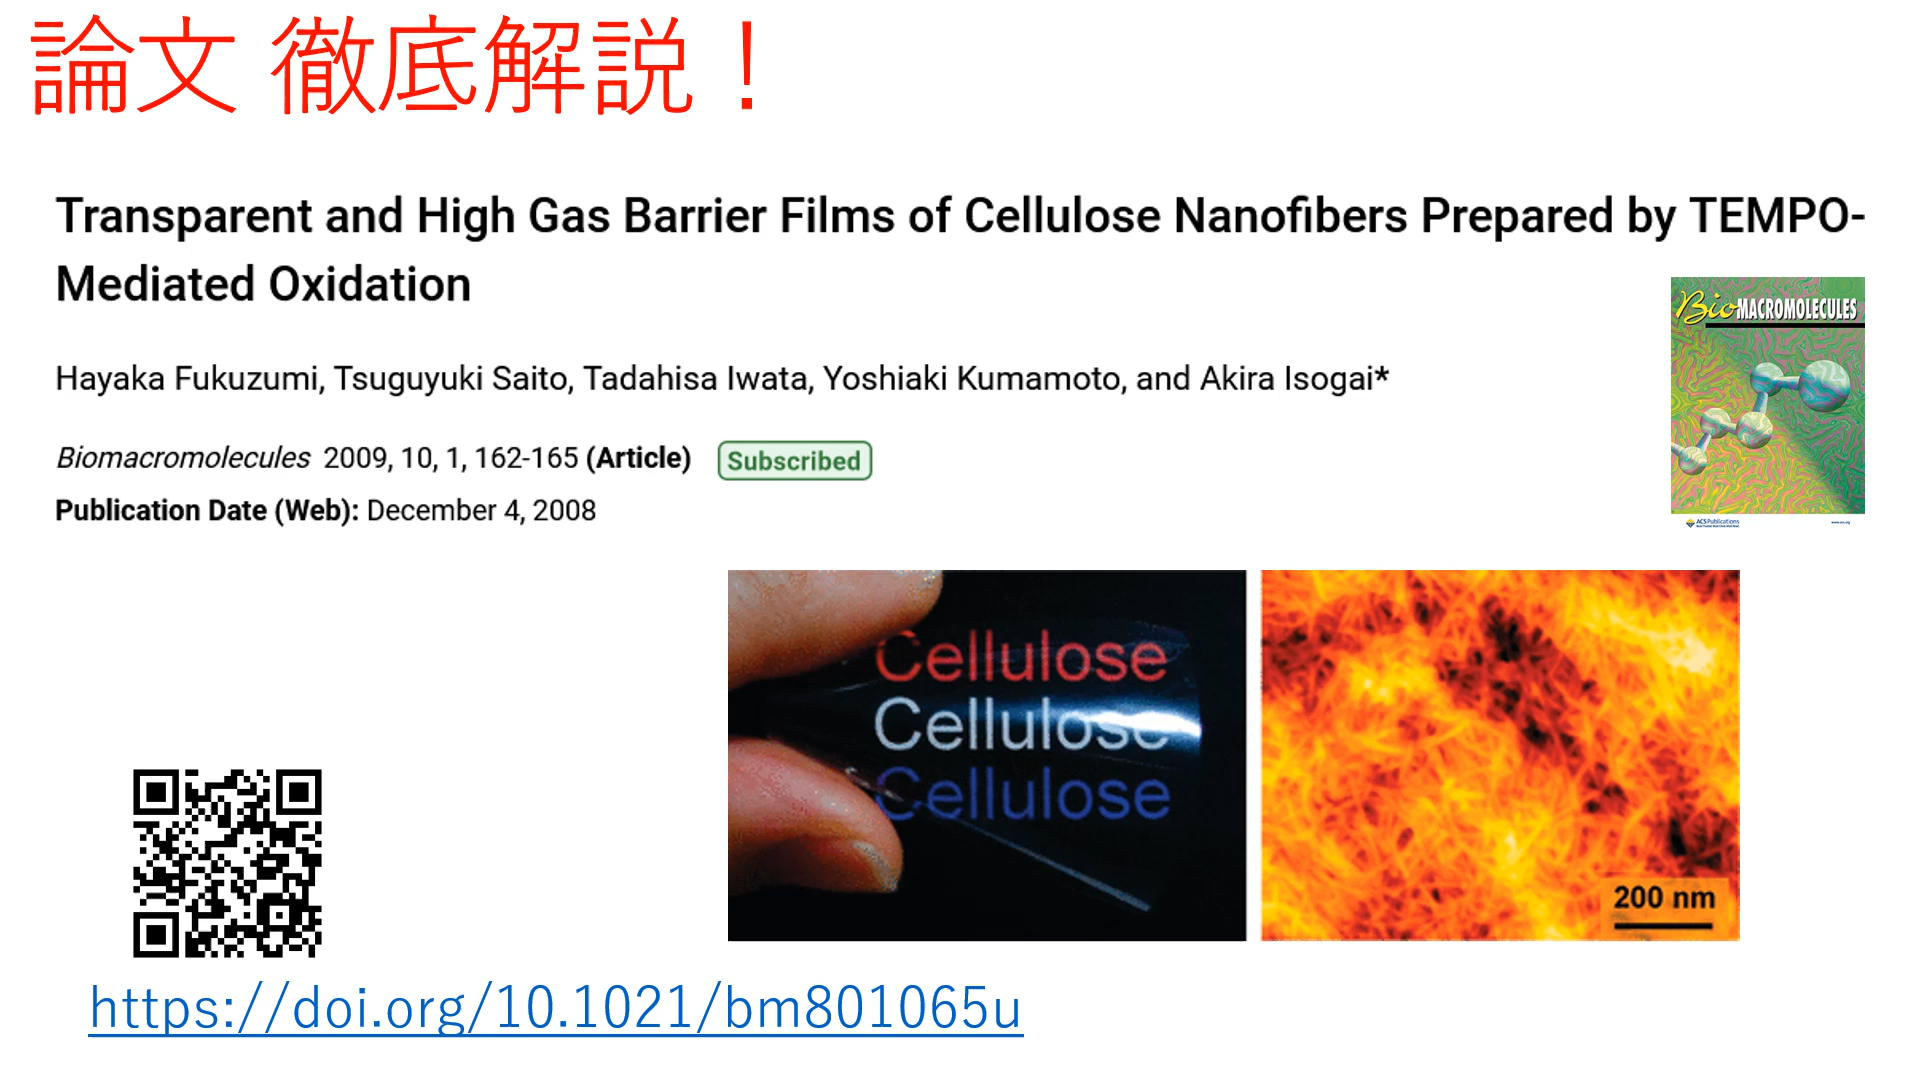 論文 徹底解説！
Transparent and High Gas Barrier Films of Cellulose Nanofibers Prepared by TEMPO-
Mediated Oxidation
Hayaka Fukuzumi, Tsuguyuki Saito, Tadahisa Iwata, Yoshiaki Kumamoto, and Akira Isogai*
Biomacromolecules 2009, 10, 1, 162-165 (Article) Subscribed
Publication Date (Web): December 4, 2008
BioMACROMOLECULES
ACS Publications
Cellulose
Cellulose
Cellulose
200 nm
https://doi.org/10.1021/bm801065u